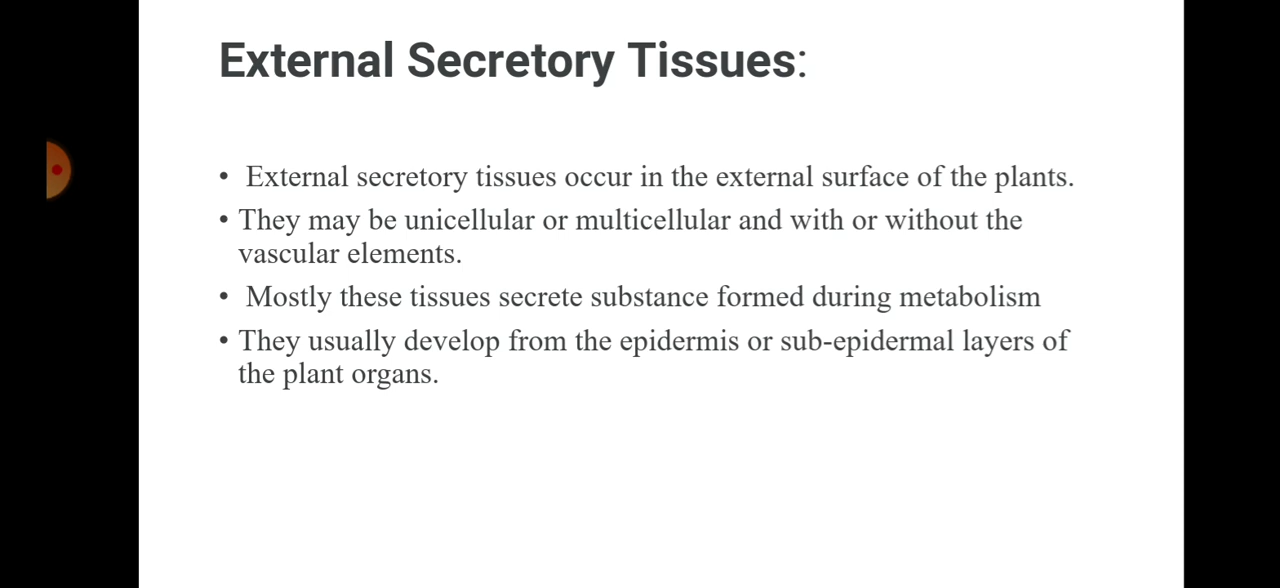 External Secretory Tissues:
• External secretory tissues occur in the external surface of the plants.
• They may be unicellular or multicellular and with or without the
vascular elements.
• Mostly these tissues secrete substance formed during metabolism
• They usually develop from the epidermis or sub-epidermal layers of
the plant organs.